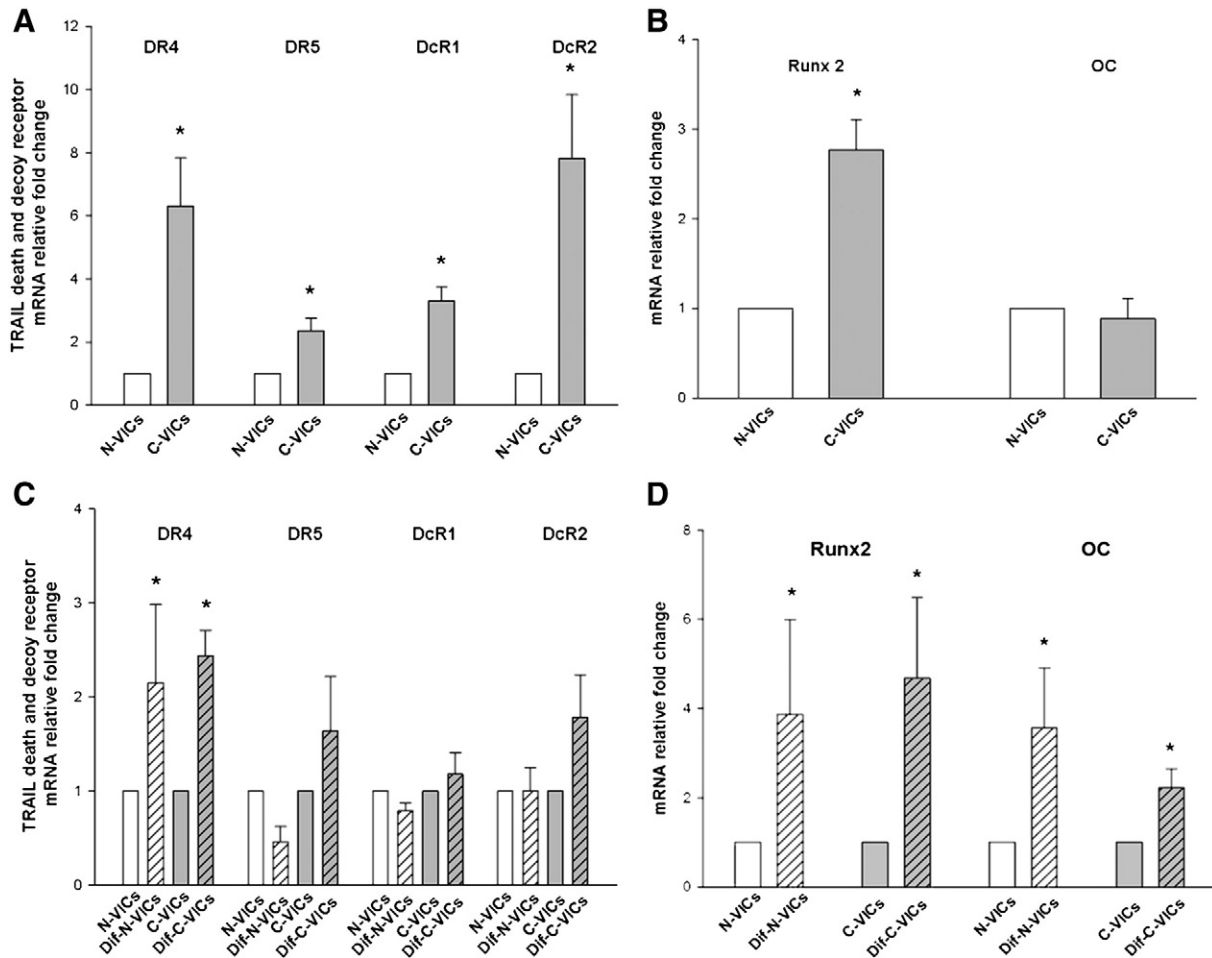 A
TRAIL death and decoy receptor
mRNA relative fold change
12
10
8
6
4
2
0
DR4
DR5
DcR1
DcR2
*
*
*
*
N-VICs
C-VICs
N-VICs
C-VICs
N-VICs
C-VICs
N-VICs
C-VICs
B
mRNA relative fold change
4
3
2
1
0
Runx 2
OC
*
N-VICs
C-VICs
N-VICs
C-VICs
C
TRAIL death and decoy receptor
mRNA relative fold change
4
3
2
1
0
DR4
DR5
DcR1
DcR2
*
*
N-VICs
Dif-N-VICs
C-VICs
Dif-C-VICs
N-VICs
Dif-N-VICs
C-VICs
Dif-C-VICs
N-VICs
Dif-N-VICs
C-VICs
Dif-C-VICs
N-VICs
Dif-N-VICs
C-VICs
Dif-C-VICs
D
mRNA relative fold change
8
6
4
2
0
Runx2
OC
*
*
*
*
N-VICs
Dif-N-VICs
C-VICs
Dif-C-VICs
N-VICs
Dif-N-VICs
C-VICs
Dif-C-VICs